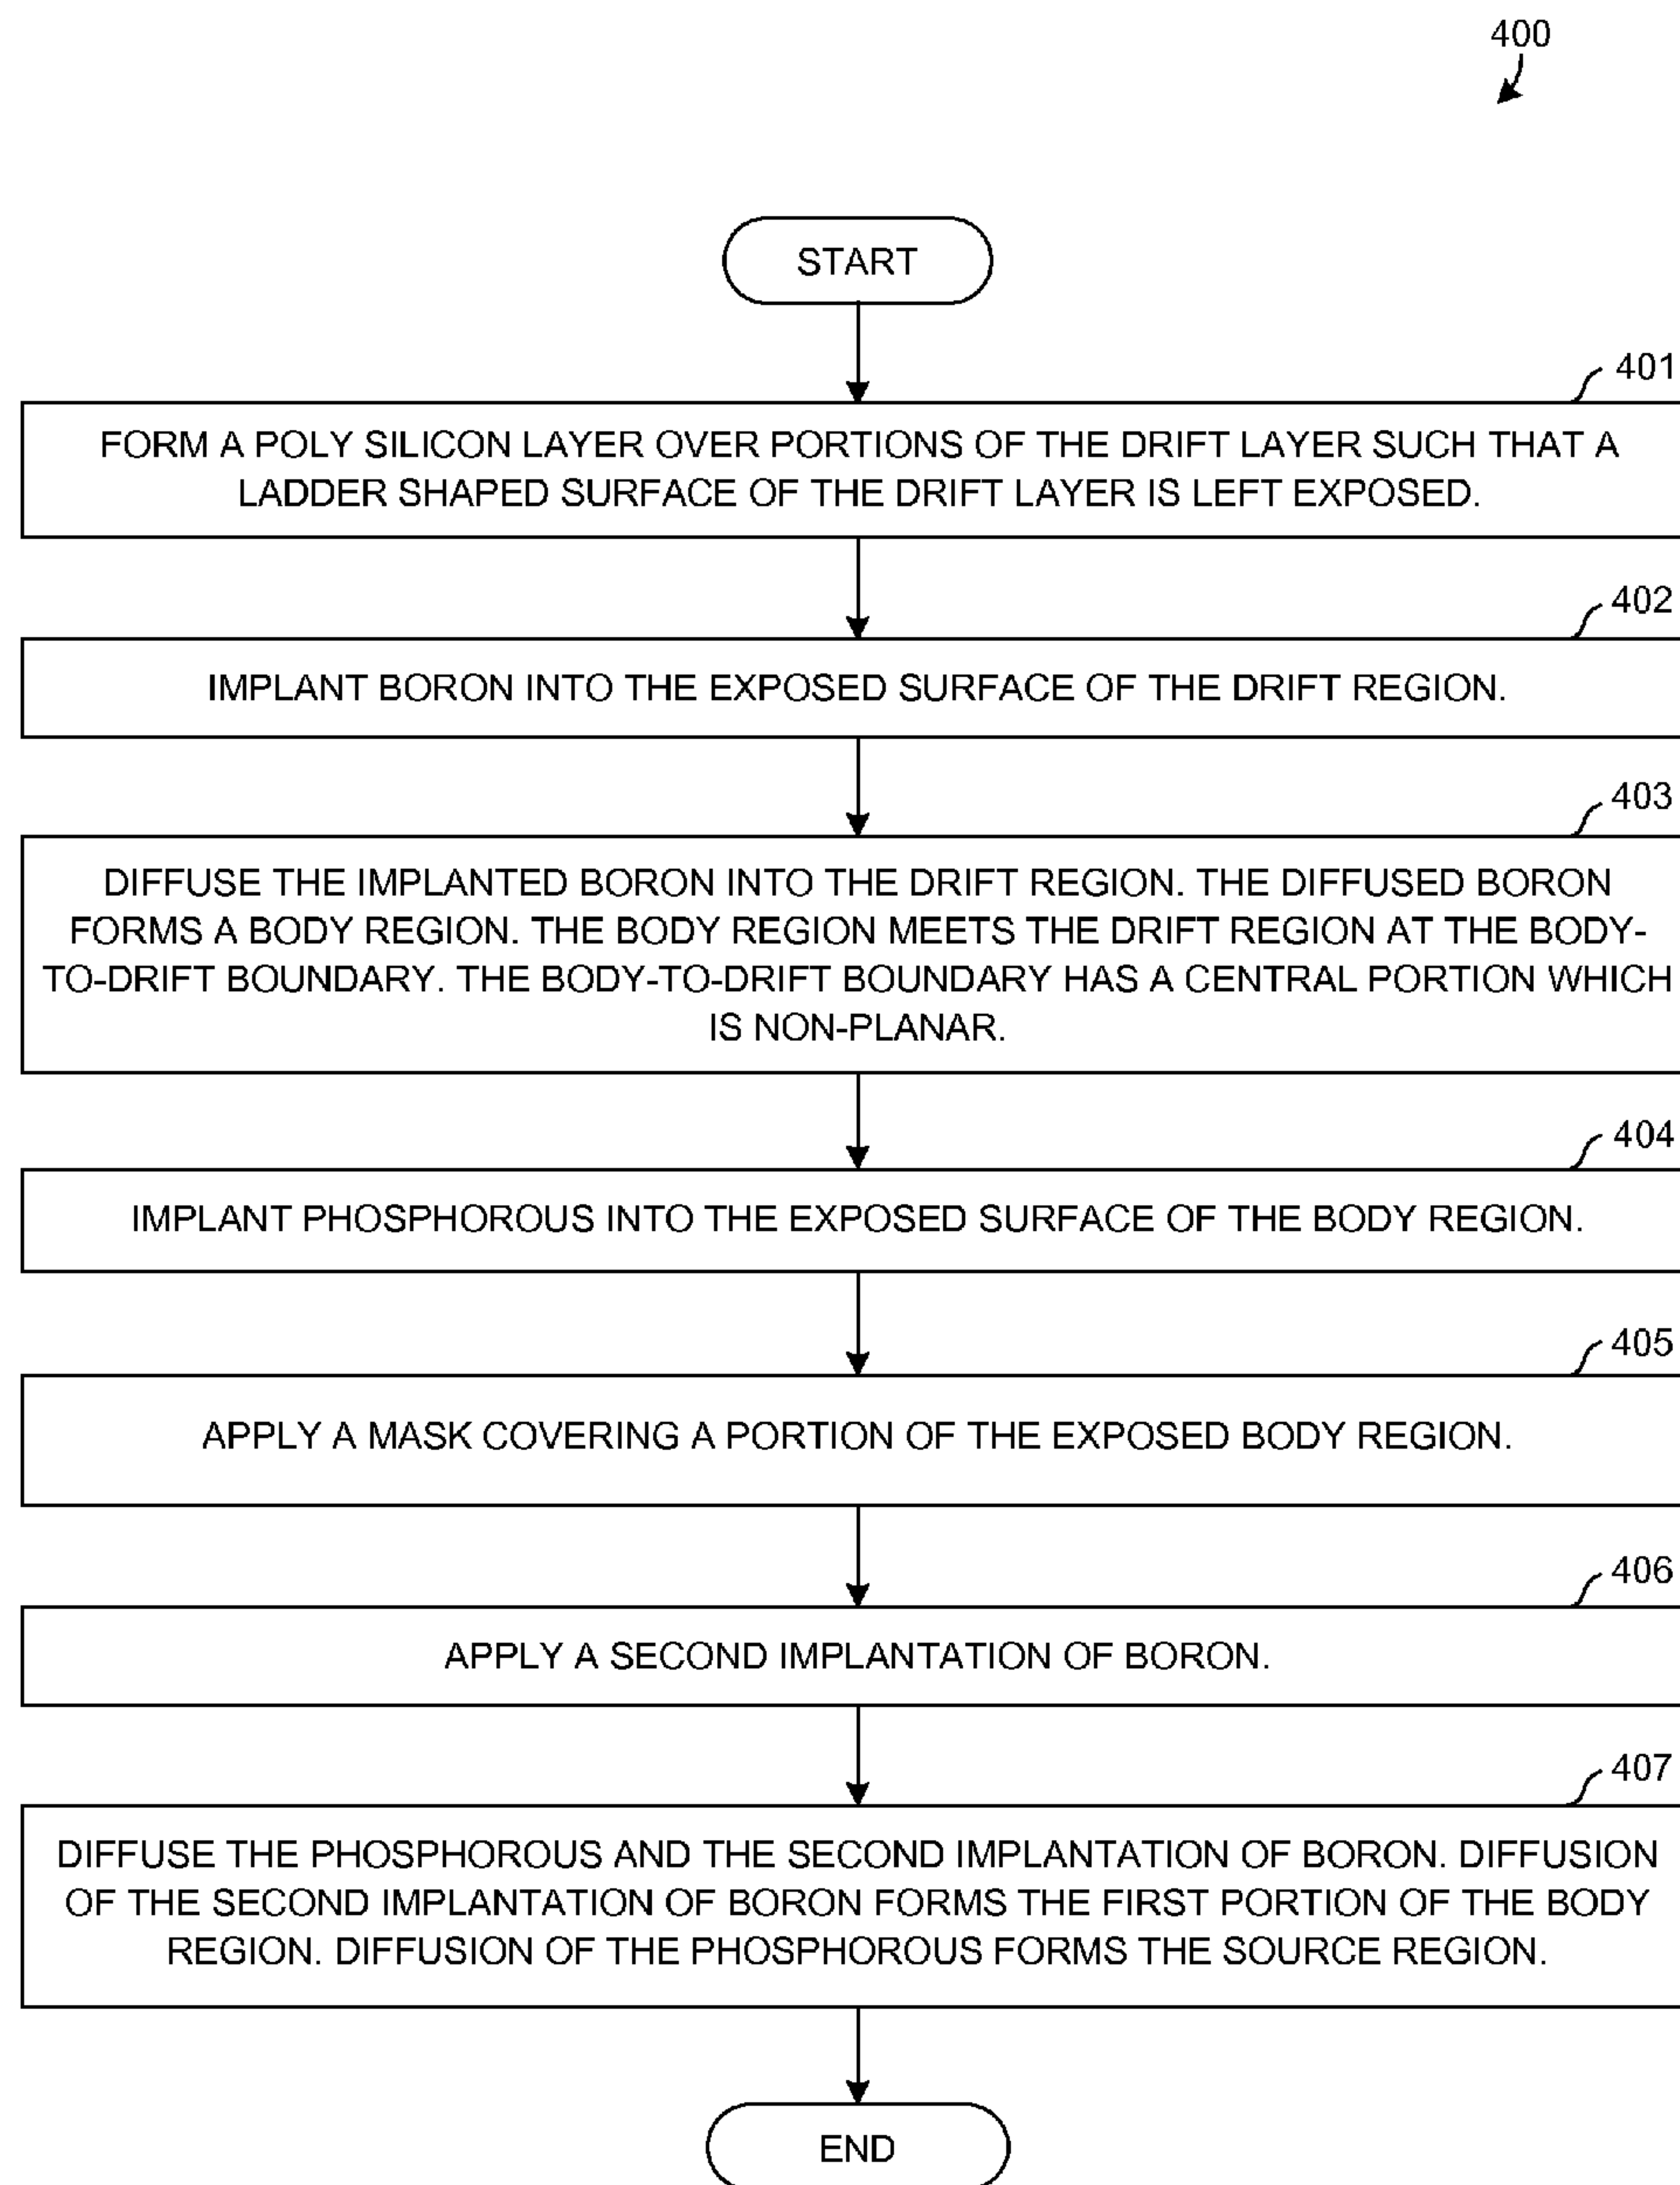 400
START
401
FORM A POLY SILICON LAYER OVER PORTIONS OF THE DRIFT LAYER SUCH THAT A
LADDER SHAPED SURFACE OF THE DRIFT LAYER IS LEFT EXPOSED.
402
IMPLANT BORON INTO THE EXPOSED SURFACE OF THE DRIFT REGION.
403
DIFFUSE THE IMPLANTED BORON INTO THE DRIFT REGION. THE DIFFUSED BORON
FORMS A BODY REGION. THE BODY REGION MEETS THE DRIFT REGION AT THE BODY-
TO-DRIFT BOUNDARY. THE BODY-TO-DRIFT BOUNDARY HAS A CENTRAL PORTION WHICH
IS NON-PLANAR.
404
IMPLANT PHOSPHOROUS INTO THE EXPOSED SURFACE OF THE BODY REGION.
405
APPLY A MASK COVERING A PORTION OF THE EXPOSED BODY REGION.
406
APPLY A SECOND IMPLANTATION OF BORON.
407
DIFFUSE THE PHOSPHOROUS AND THE SECOND IMPLANTATION OF BORON. DIFFUSION
OF THE SECOND IMPLANTATION OF BORON FORMS THE FIRST PORTION OF THE BODY
REGION. DIFFUSION OF THE PHOSPHOROUS FORMS THE SOURCE REGION.
END